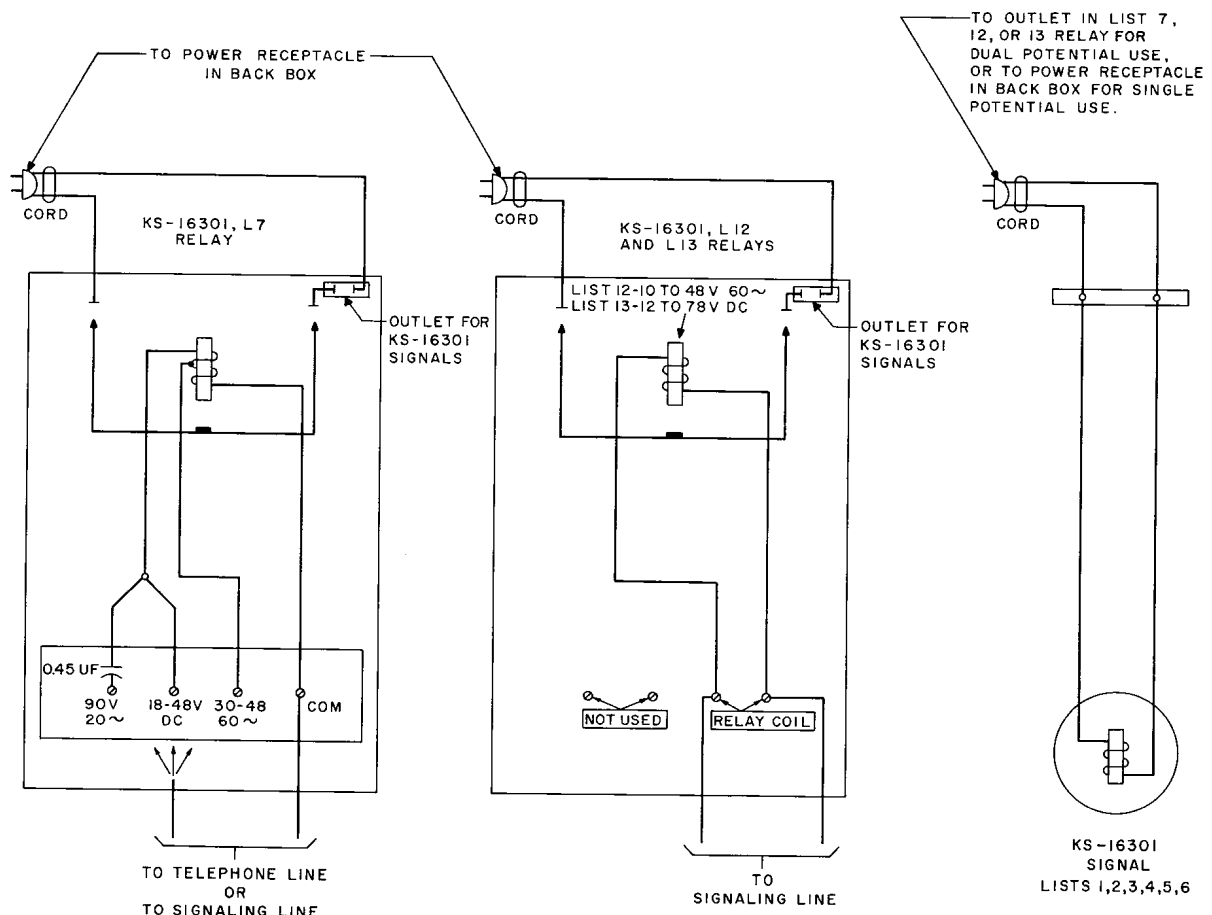 TO POWER RECEPTACLE
IN BACK BOX
TO OUTLET IN LIST 7,
12, OR 13 RELAY FOR
DUAL POTENTIAL USE,
OR TO POWER RECEPTACLE
IN BACK BOX FOR SINGLE
POTENTIAL USE.
CORD
KS-16301, L7
RELAY
OUTLET FOR
KS-16301
SIGNALS
0.45 UF
90V
20~
18-48V
DC
30-48
60~
COM
TO TELEPHONE LINE
OR
TO SIGNALING LINE
CORD
KS-16301, L12
AND L13 RELAYS
LIST 12-10 TO 48V 60~
LIST 13-12 TO 78V DC
OUTLET FOR
KS-16301
SIGNALS
NOT USED
RELAY COIL
TO
SIGNALING LINE
CORD
KS-16301
SIGNAL
LISTS 1,2,3,4,5,6